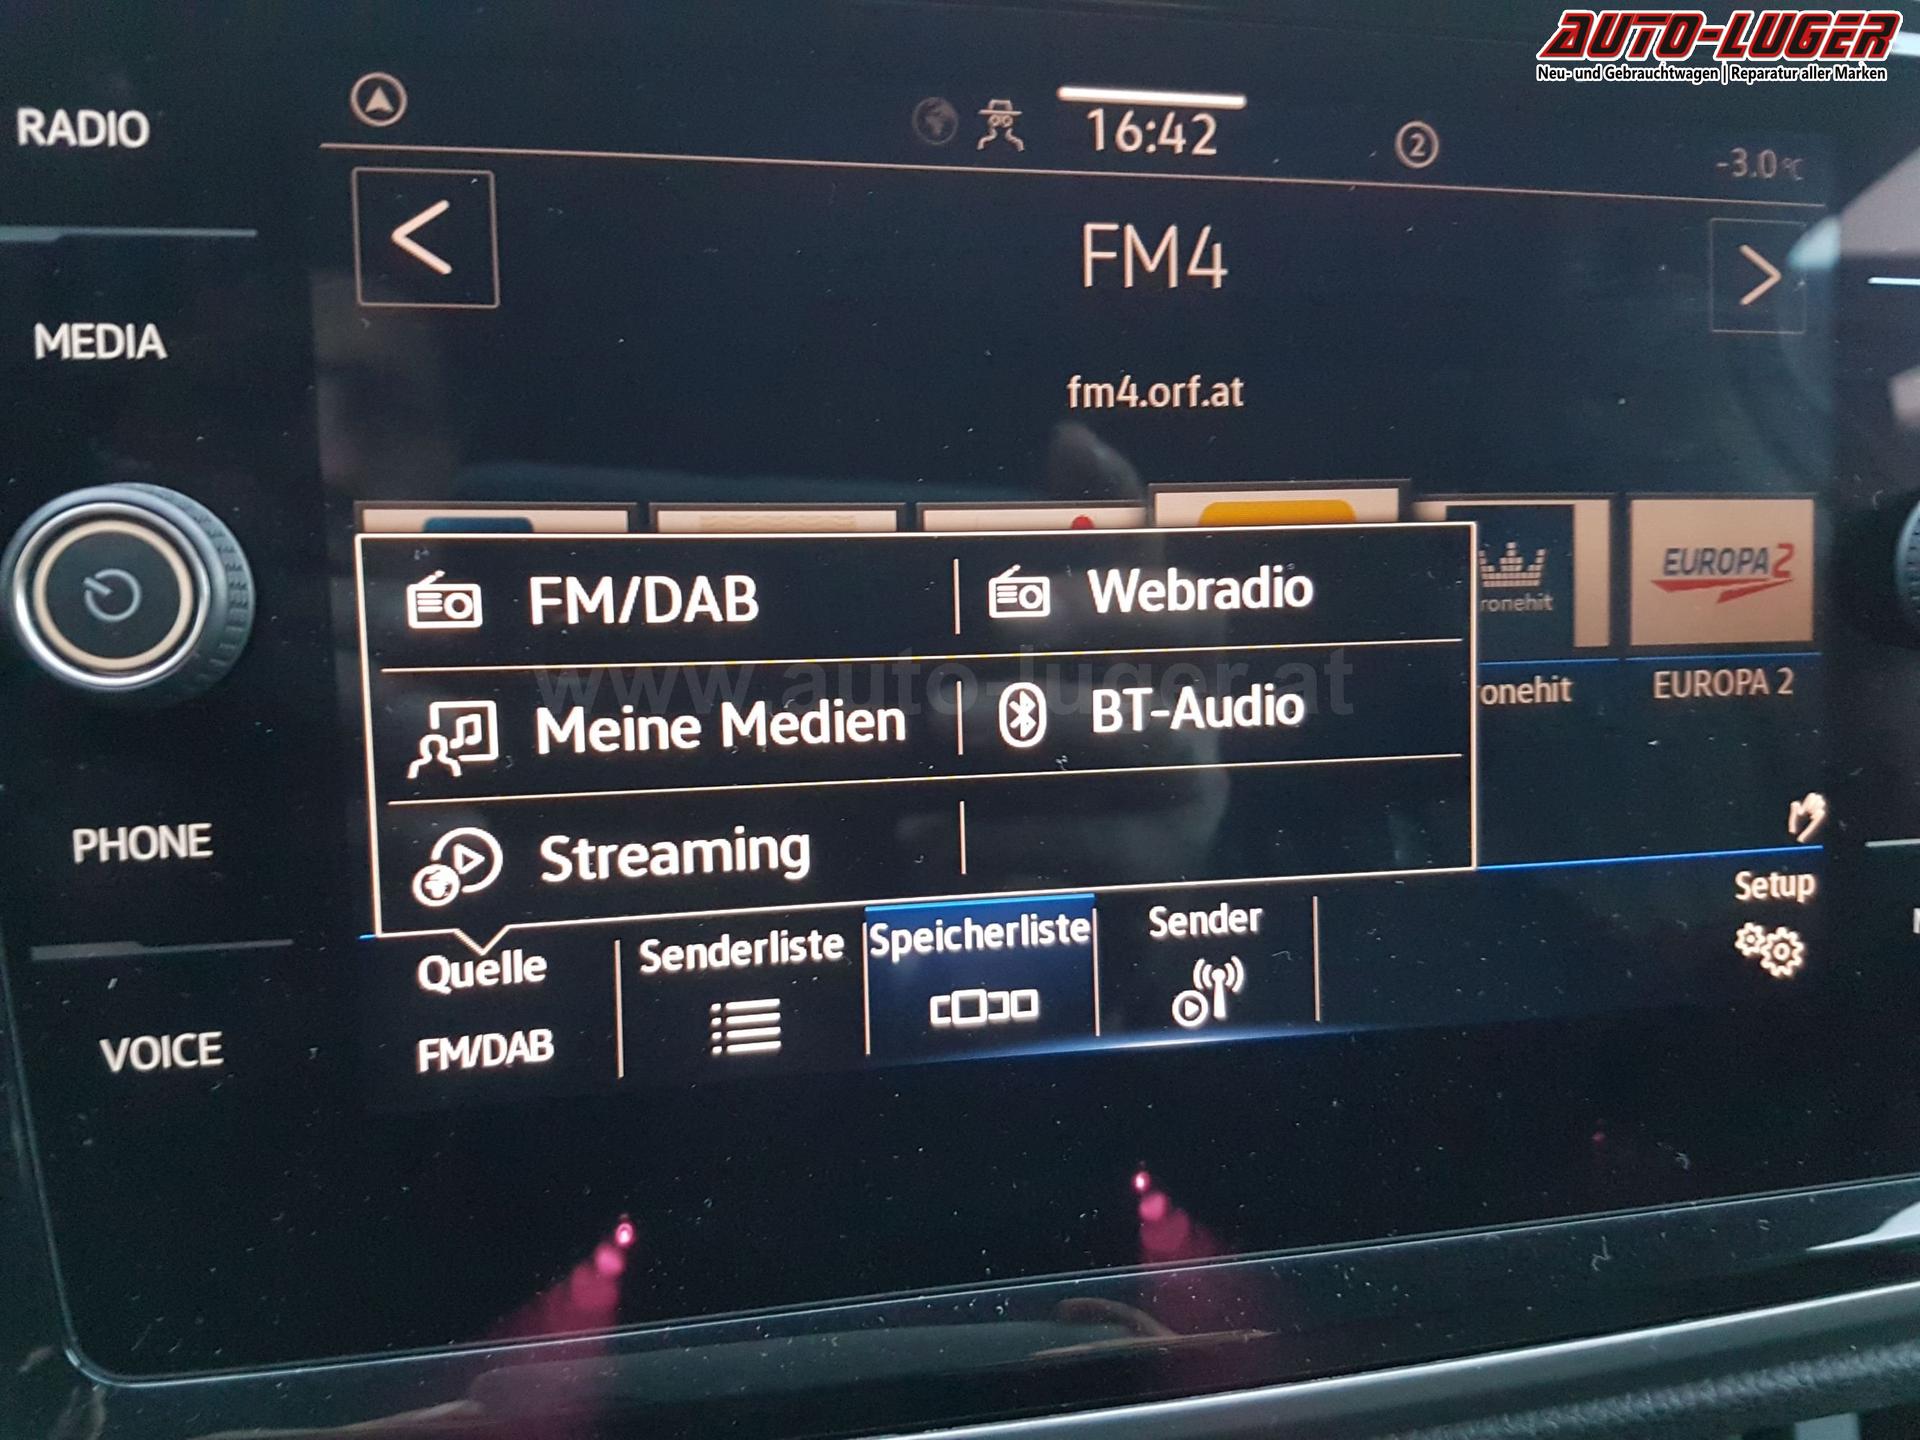 AUTO-LUGER
Neu- und Gebrauchtwagen | Reparatur aller Marken
RADIO
16:42
2
-3.0 °C
FM4
MEDIA
fm4.orf.at
FM/DAB
Webradio
ronehit
EUROPA 2
www.auto-luger.at
Meine Medien
BT-Audio
onehit
EUROPA 2
PHONE
Streaming
Setup
Quelle
Senderliste
Speicherliste
Sender
FM/DAB
VOICE